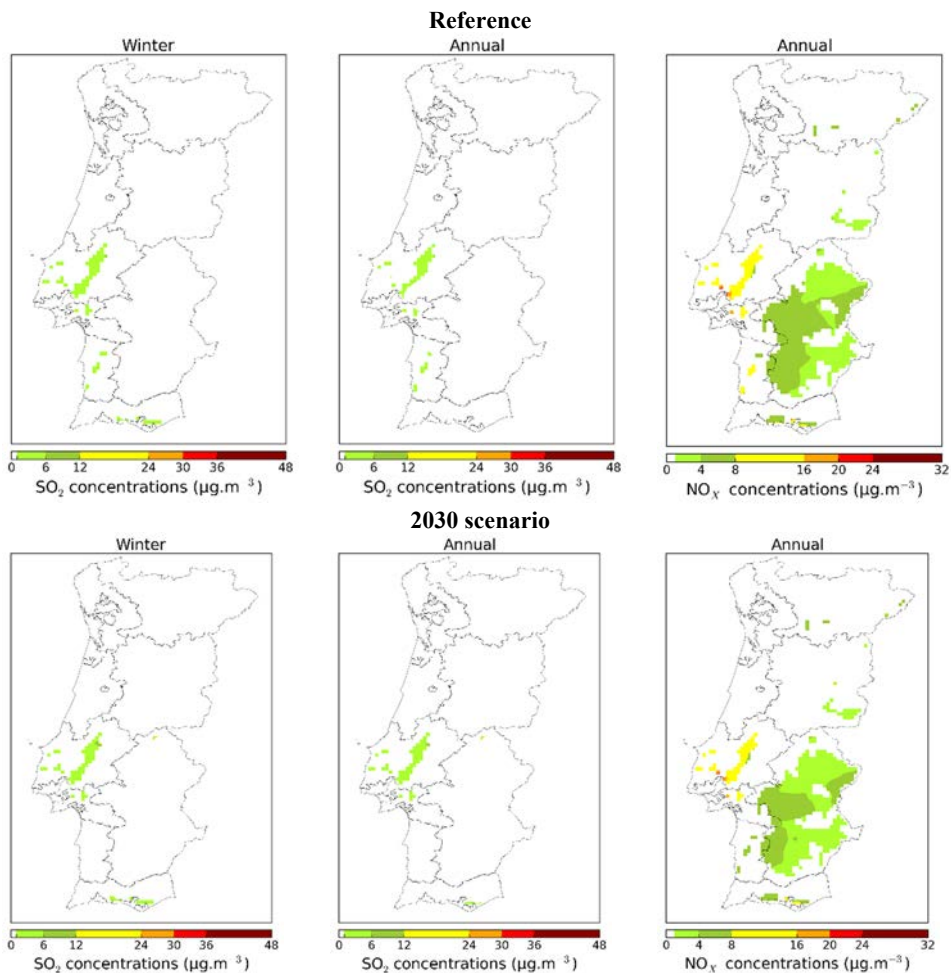 Reference
Winter
Annual
Annual
0 6 12 24 30 36 48
SO₂ concentrations (µg.m ³)
0 6 12 24 30 36 48
SO₂ concentrations (µg.m ³)
0 4 8 16 20 24 32
NOₓ concentrations (µg.m⁻³)
2030 scenario
Winter
Annual
Annual
0 6 12 24 30 36 48
SO₂ concentrations (µg.m ³)
0 6 12 24 30 36 48
SO₂ concentrations (µg.m ³)
0 4 8 16 20 24 32
NOₓ concentrations (µg.m⁻³)